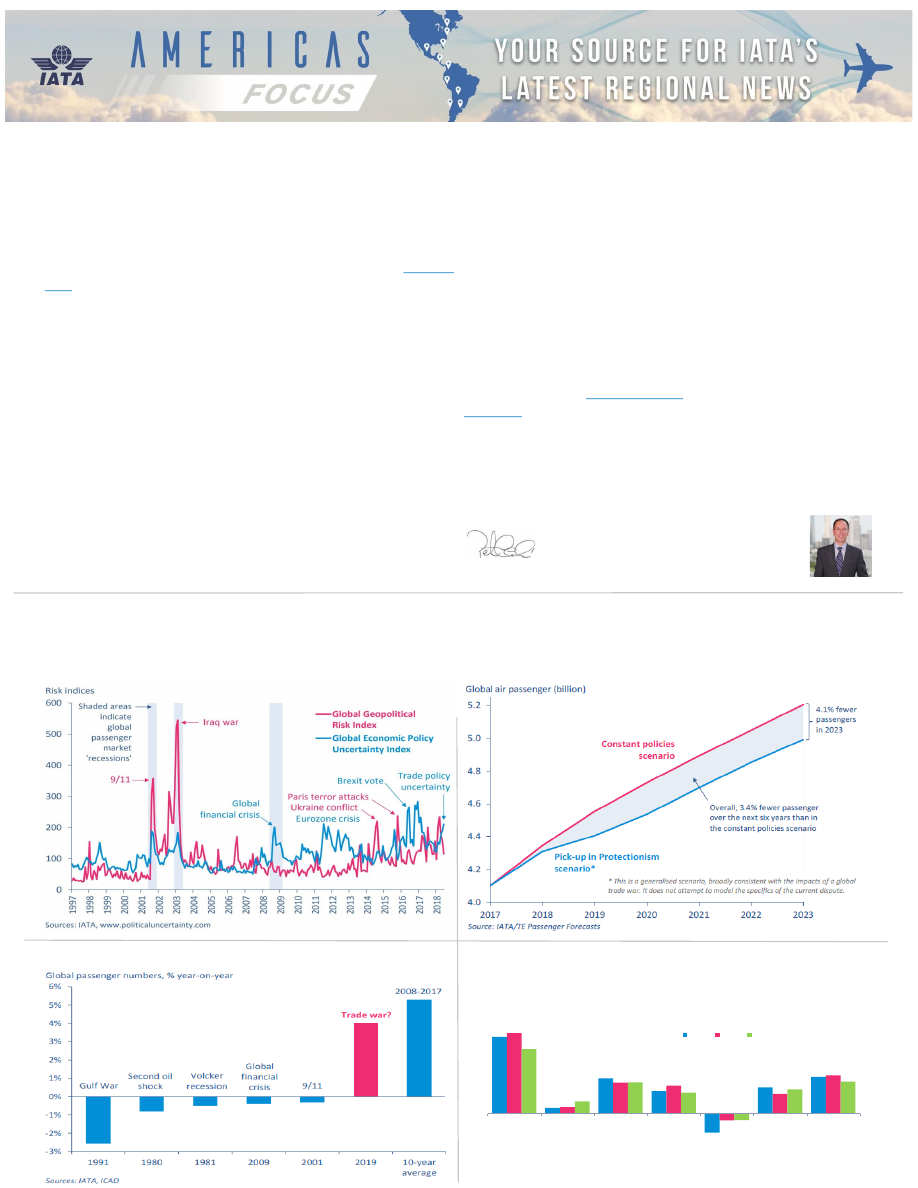 IATA
AMERICAS
FOCUS
YOUR SOURCE FOR IATA'S
LATEST REGIONAL NEWS
Risk indices
600
500
400
300
200
100
0
Shaded areas
indicate
global
passenger
market
'recessions'
Iraq war
9/11
Global
financial crisis
Global Geopolitical
Risk Index
Global Economic Policy
Uncertainty Index
Brexit vote
Trade policy
uncertainty
Paris terror attacks
Ukraine conflict
Eurozone crisis
1997
1998
1999
2000
2001
2002
2003
2004
2005
2006
2007
2008
2009
2010
2011
2012
2013
2014
2015
2016
2017
2018
Sources: IATA, www.politicaluncertainty.com
Global air passenger (billion)
5.2
5.0
4.8
4.6
4.4
4.2
4.0
Constant policies
scenario
4.1% fewer
passengers
in 2023
Overall, 3.4% fewer passenger
over the next six years than in
the constant policies scenario
Pick-up in Protectionism
scenario*
* This is a generalised scenario, broadly consistent with the impacts of a global
trade war. It does not attempt to model the specifics of the current dispute.
2017 2018 2019 2020 2021 2022 2023
Source: IATA/TE Passenger Forecasts
Global passenger numbers, % year-on-year
6%
5%
4%
3%
2%
1%
0%
-1%
-2%
-3%
Gulf War
Second oil
shock
Volcker
recession
Global
financial
crisis
9/11
Trade war?
2008-2017
1991 1980 1981 2009 2001 2019 10-year
average
Sources: IATA, ICAO